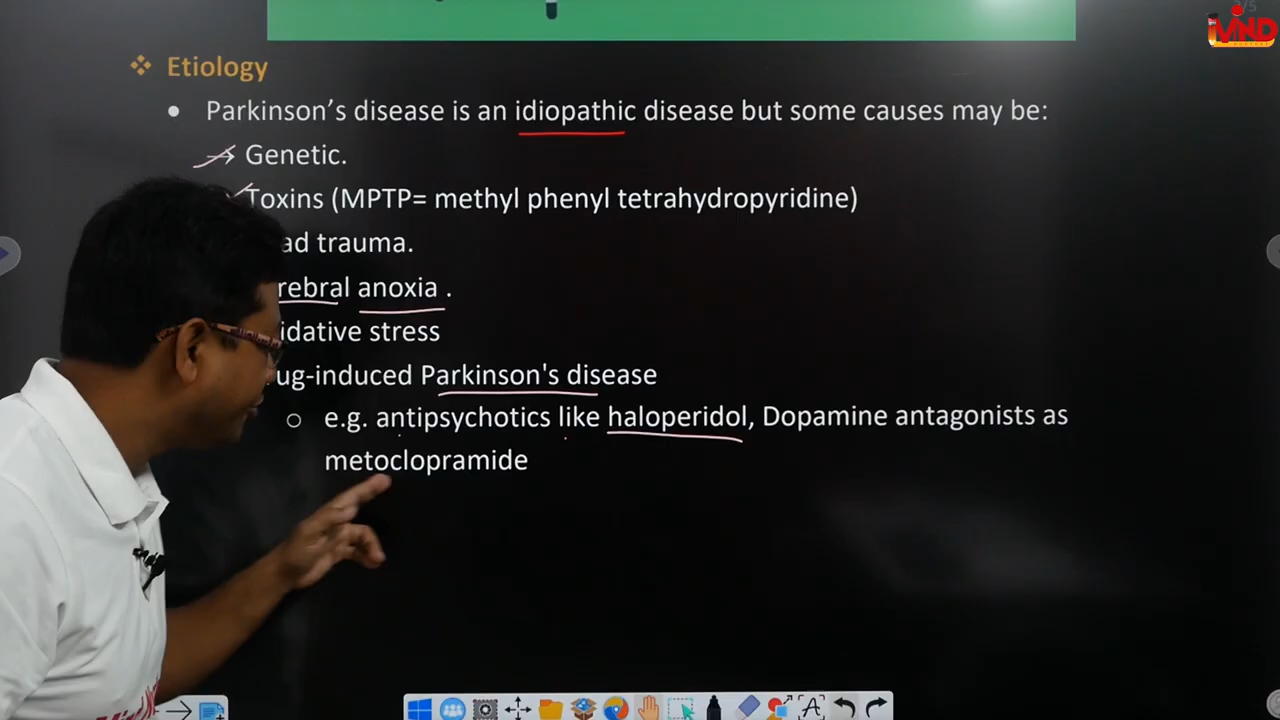 Etiology
Parkinson's disease is an idiopathic disease but some causes may be:
Genetic.
Toxins (MPTP= methyl phenyl tetrahydropyridine)
ad trauma.
rebral anoxia .
idative stress
ug-induced Parkinson's disease
e.g. antipsychotics like haloperidol, Dopamine antagonists as
metoclopramide